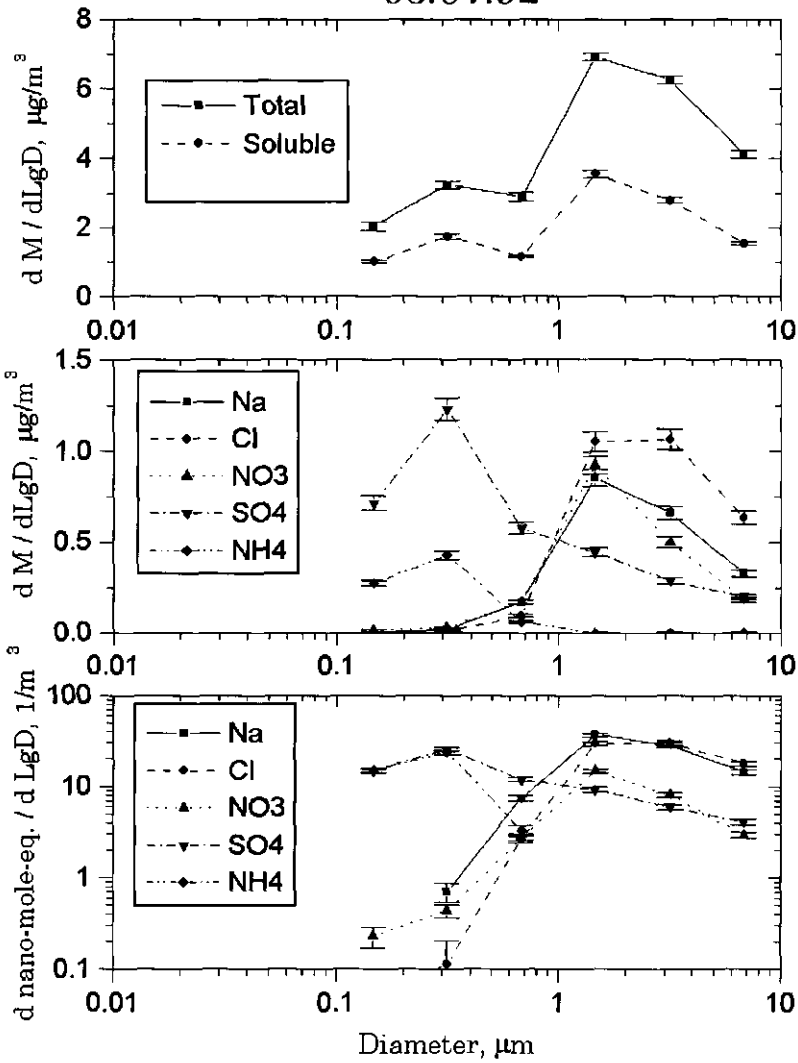 8
6
4
2
0
d M / dLgD, µg/m³
Total
Soluble
0.01
0.1
1
10
1.5
1.0
0.5
0.0
d M / dLgD, µg/m³
Na
Cl
NO3
SO4
NH4
0.01
0.1
1
10
100
10
1
0.1
d nano-mole-eq. / d LgD, 1/m³
Na
Cl
NO3
SO4
NH4
0.01
0.1
1
10
Diameter, µm